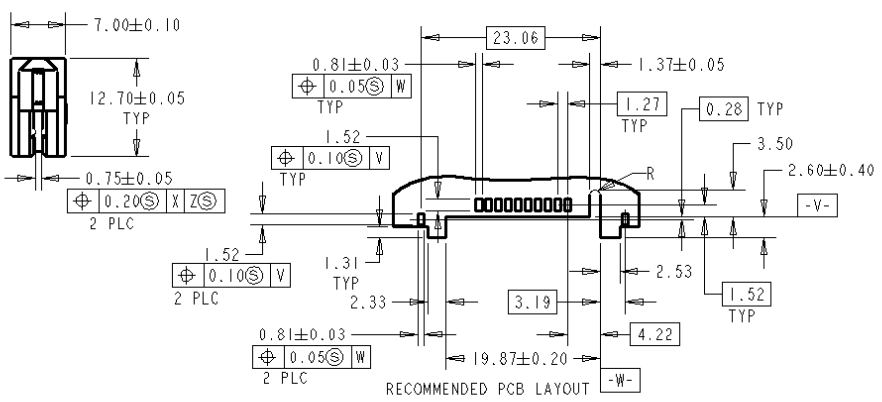 7.00±0.10
23.06
0.81±0.03
⌖ 0.05Ⓢ W
TYP
1.37±0.05
12.70±0.05
TYP
1.27
TYP
0.28 TYP
1.52
⌖ 0.10Ⓢ V
TYP
3.50
2.60±0.40
R
0.75±0.05
⌖ 0.20Ⓢ X ZⓈ
2 PLC
-V-
1.52
⌖ 0.10Ⓢ V
2 PLC
1.31
TYP
2.33
2.53
3.19
1.52
TYP
0.81±0.03
⌖ 0.05Ⓢ W
2 PLC
4.22
19.87±0.20
RECOMMENDED PCB LAYOUT
-W-